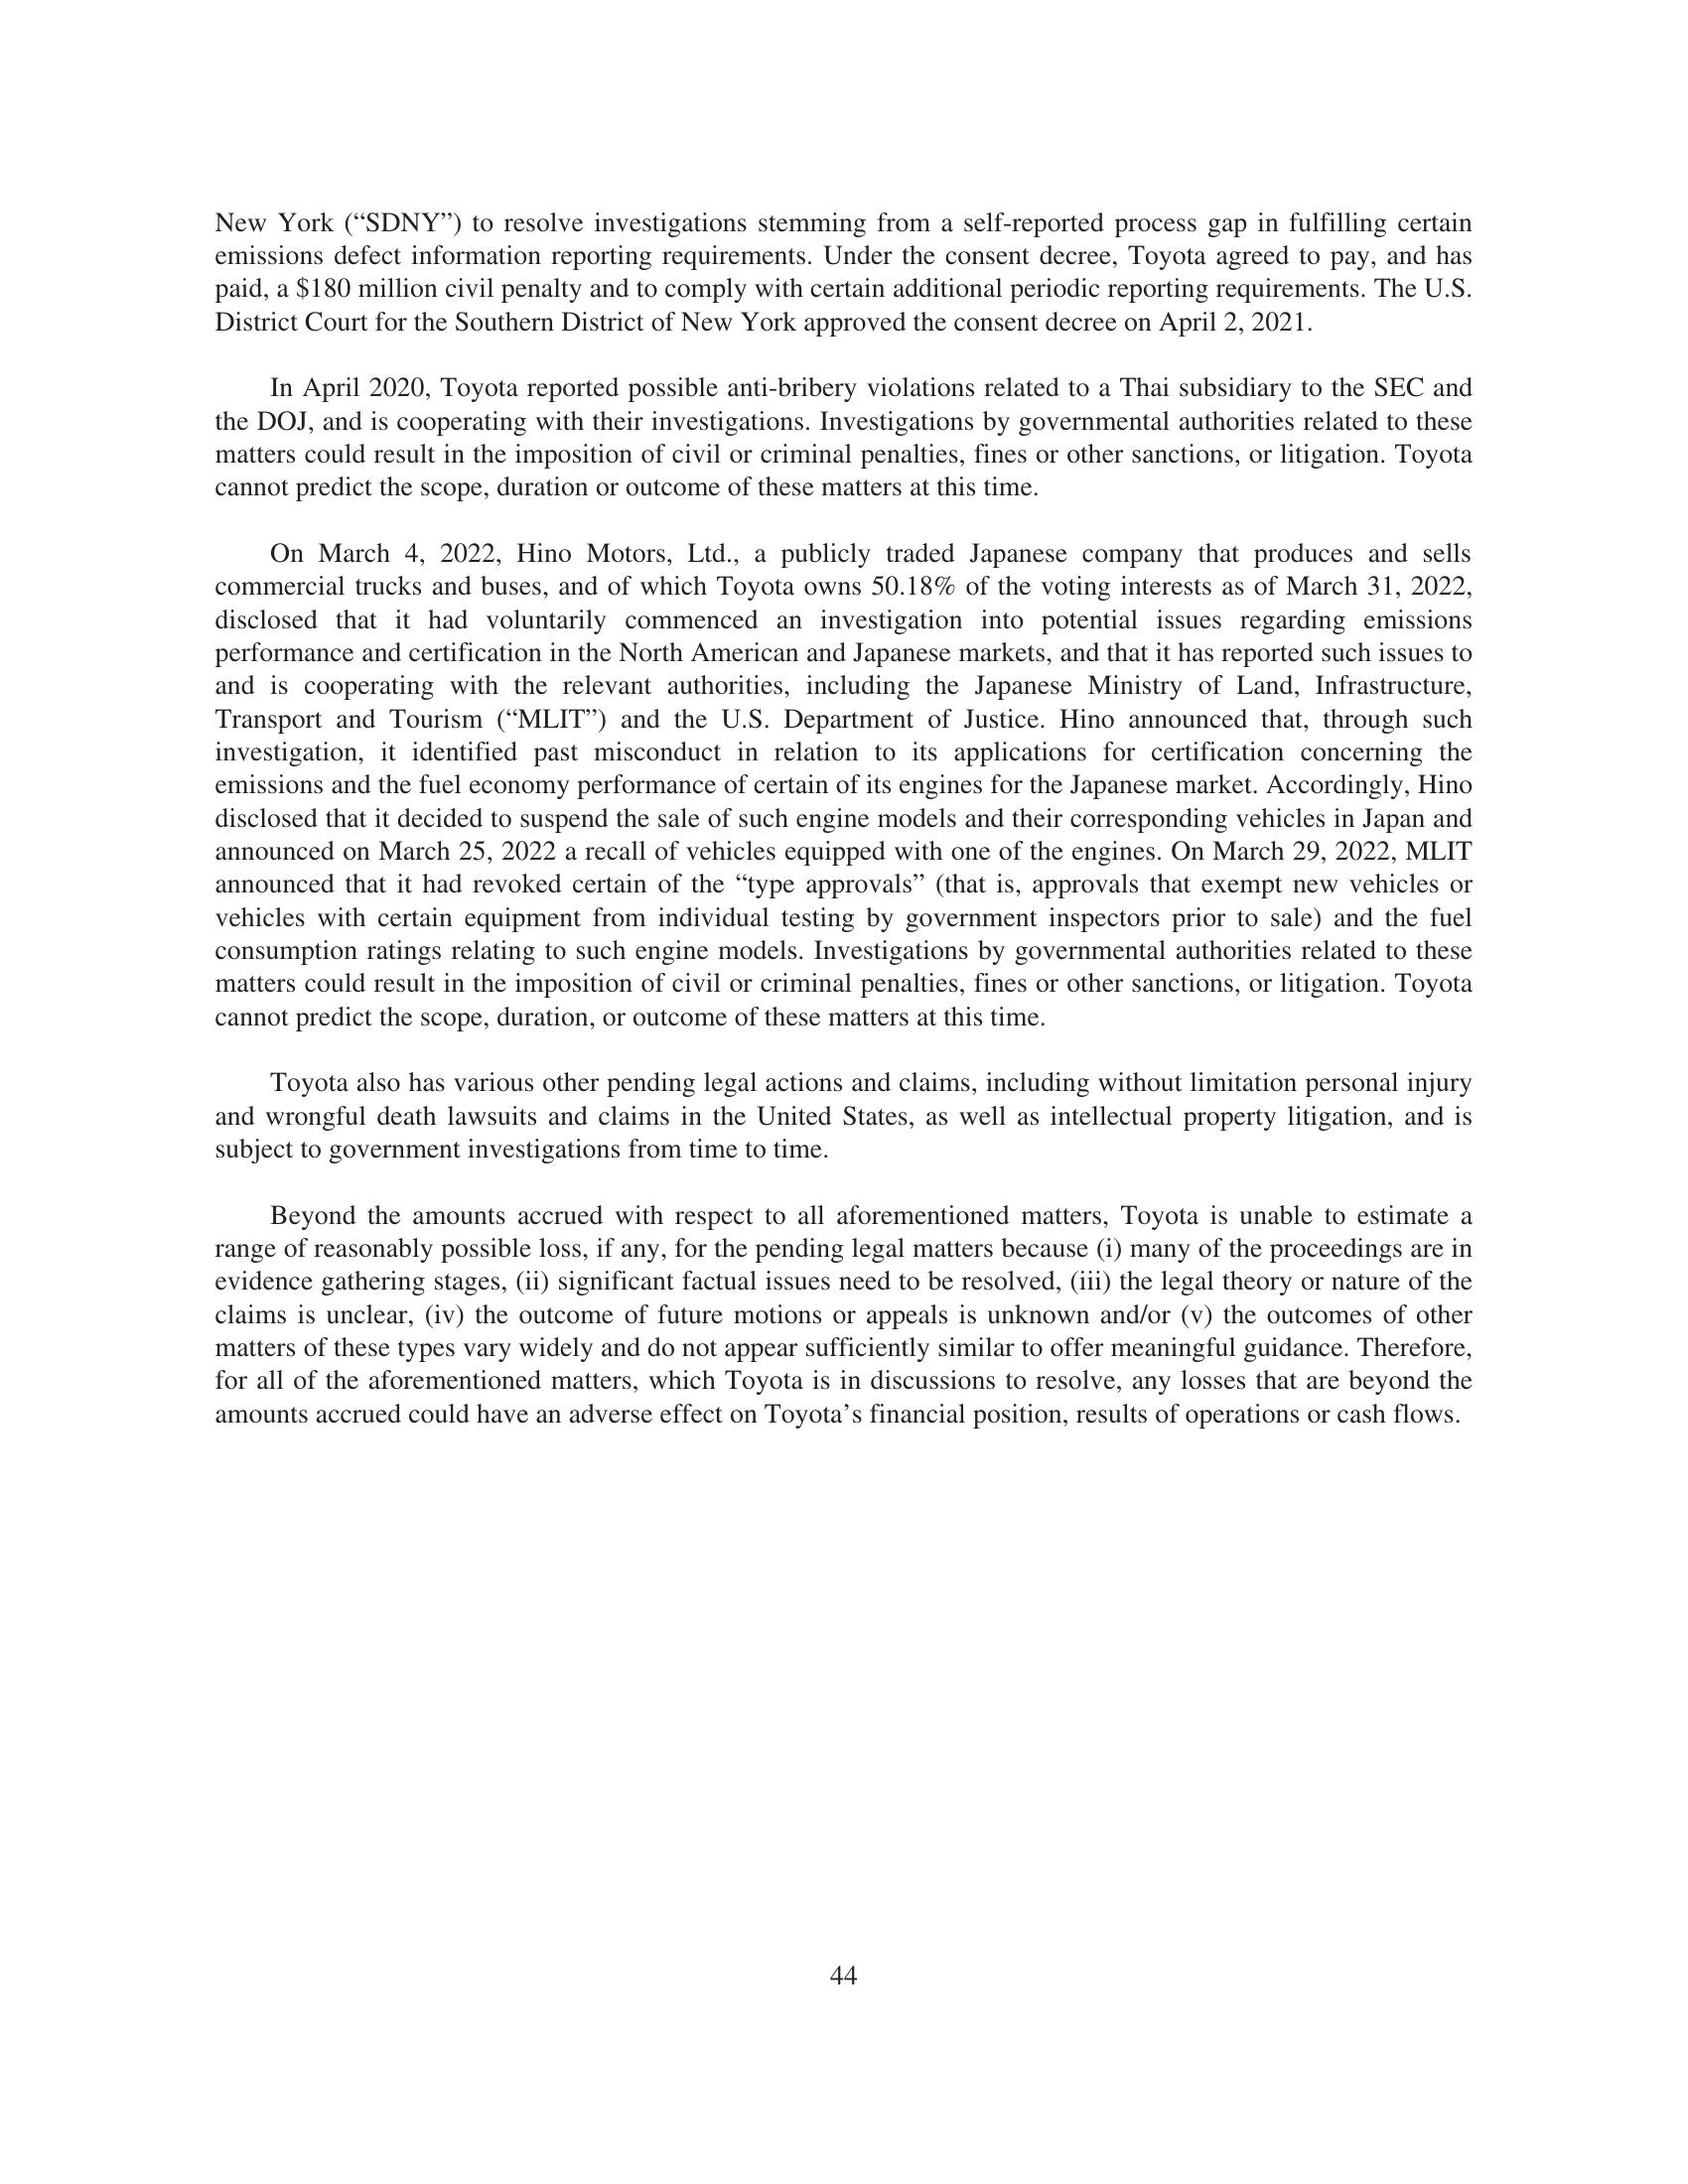 New York (“SDNY”) to resolve investigations stemming from a self-reported process gap in fulfilling certain
emissions defect information reporting requirements. Under the consent decree, Toyota agreed to pay, and has
paid, a $180 million civil penalty and to comply with certain additional periodic reporting requirements. The U.S.
District Court for the Southern District of New York approved the consent decree on April 2, 2021.
In April 2020, Toyota reported possible anti-bribery violations related to a Thai subsidiary to the SEC and
the DOJ, and is cooperating with their investigations. Investigations by governmental authorities related to these
matters could result in the imposition of civil or criminal penalties, fines or other sanctions, or litigation. Toyota
cannot predict the scope, duration or outcome of these matters at this time.
On March 4, 2022, Hino Motors, Ltd., a publicly traded Japanese company that produces and sells
commercial trucks and buses, and of which Toyota owns 50.18% of the voting interests as of March 31, 2022,
disclosed that it had voluntarily commenced an investigation into potential issues regarding emissions
performance and certification in the North American and Japanese markets, and that it has reported such issues to
and is cooperating with the relevant authorities, including the Japanese Ministry of Land, Infrastructure,
Transport and Tourism (“MLIT”) and the U.S. Department of Justice. Hino announced that, through such
investigation, it identified past misconduct in relation to its applications for certification concerning the
emissions and the fuel economy performance of certain of its engines for the Japanese market. Accordingly, Hino
disclosed that it decided to suspend the sale of such engine models and their corresponding vehicles in Japan and
announced on March 25, 2022 a recall of vehicles equipped with one of the engines. On March 29, 2022, MLIT
announced that it had revoked certain of the “type approvals” (that is, approvals that exempt new vehicles or
vehicles with certain equipment from individual testing by government inspectors prior to sale) and the fuel
consumption ratings relating to such engine models. Investigations by governmental authorities related to these
matters could result in the imposition of civil or criminal penalties, fines or other sanctions, or litigation. Toyota
cannot predict the scope, duration, or outcome of these matters at this time.
Toyota also has various other pending legal actions and claims, including without limitation personal injury
and wrongful death lawsuits and claims in the United States, as well as intellectual property litigation, and is
subject to government investigations from time to time.
Beyond the amounts accrued with respect to all aforementioned matters, Toyota is unable to estimate a
range of reasonably possible loss, if any, for the pending legal matters because (i) many of the proceedings are in
evidence gathering stages, (ii) significant factual issues need to be resolved, (iii) the legal theory or nature of the
claims is unclear, (iv) the outcome of future motions or appeals is unknown and/or (v) the outcomes of other
matters of these types vary widely and do not appear sufficiently similar to offer meaningful guidance. Therefore,
for all of the aforementioned matters, which Toyota is in discussions to resolve, any losses that are beyond the
amounts accrued could have an adverse effect on Toyota’s financial position, results of operations or cash flows.
44